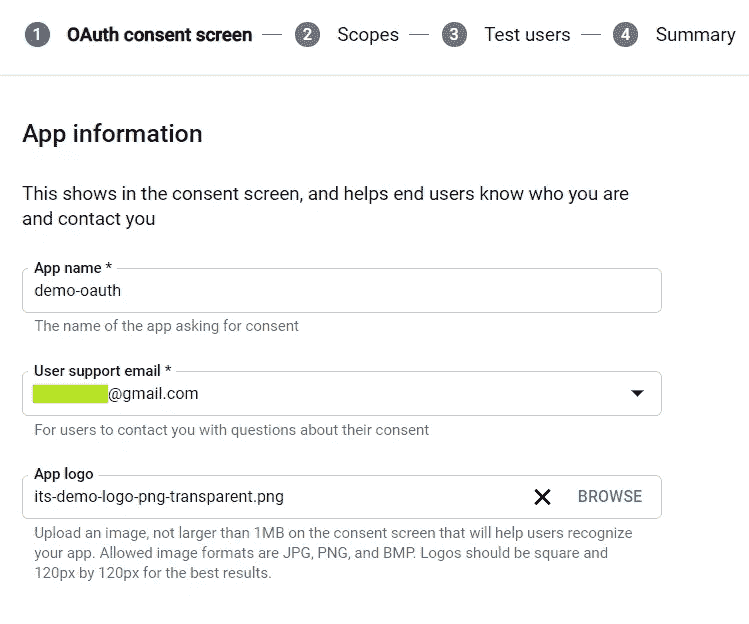 1 OAuth consent screen — 2 Scopes — 3 Test users — 4 Summary
App information
This shows in the consent screen, and helps end users know who you are
and contact you
App name *
demo-oauth
The name of the app asking for consent
User support email *
@gmail.com
For users to contact you with questions about their consent
App logo
its-demo-logo-png-transparent.png
BROWSE
Upload an image, not larger than 1MB on the consent screen that will help users recognize
your app. Allowed image formats are JPG, PNG, and BMP. Logos should be square and
120px by 120px for the best results.